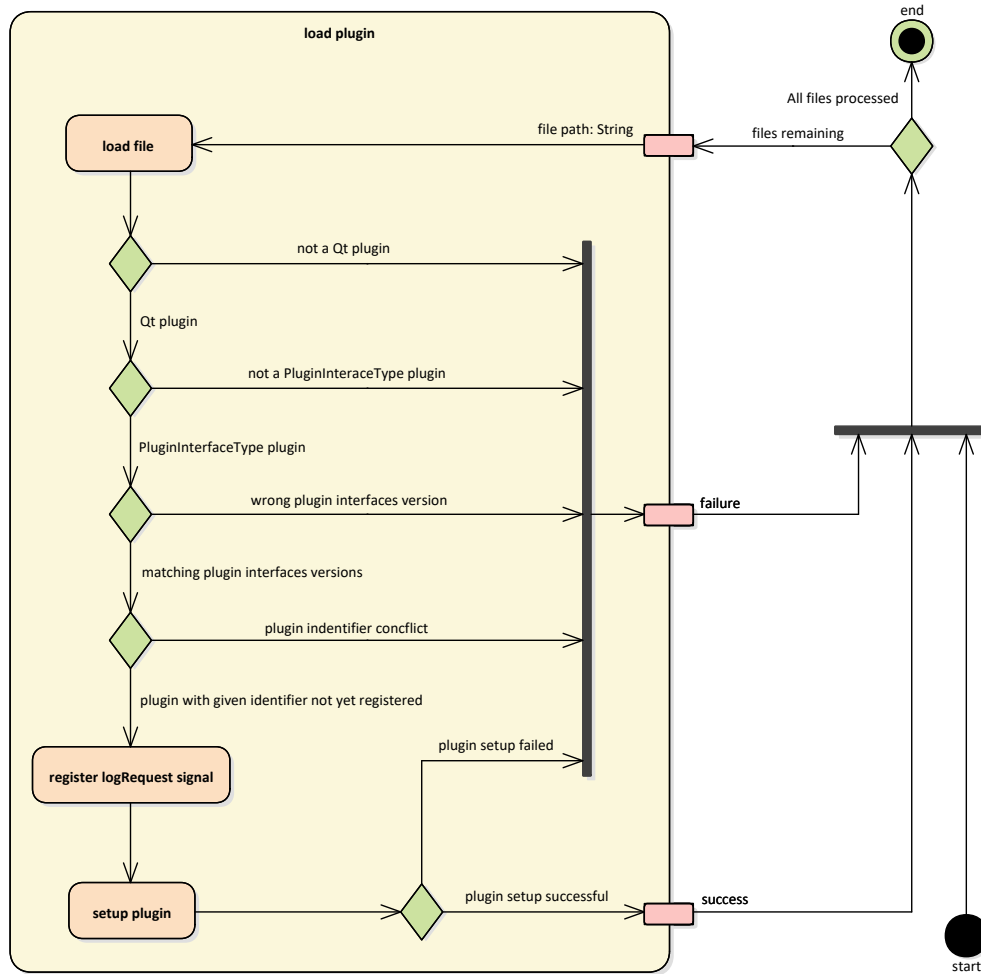 end
load plugin
All files processed
file path: String
files remaining
load file
not a Qt plugin
Qt plugin
not a PluginInteraceType plugin
PluginInterfaceType plugin
wrong plugin interfaces version
failure
matching plugin interfaces versions
plugin indentifier concflict
plugin with given identifier not yet registered
plugin setup failed
register logRequest signal
plugin setup successful
success
setup plugin
start